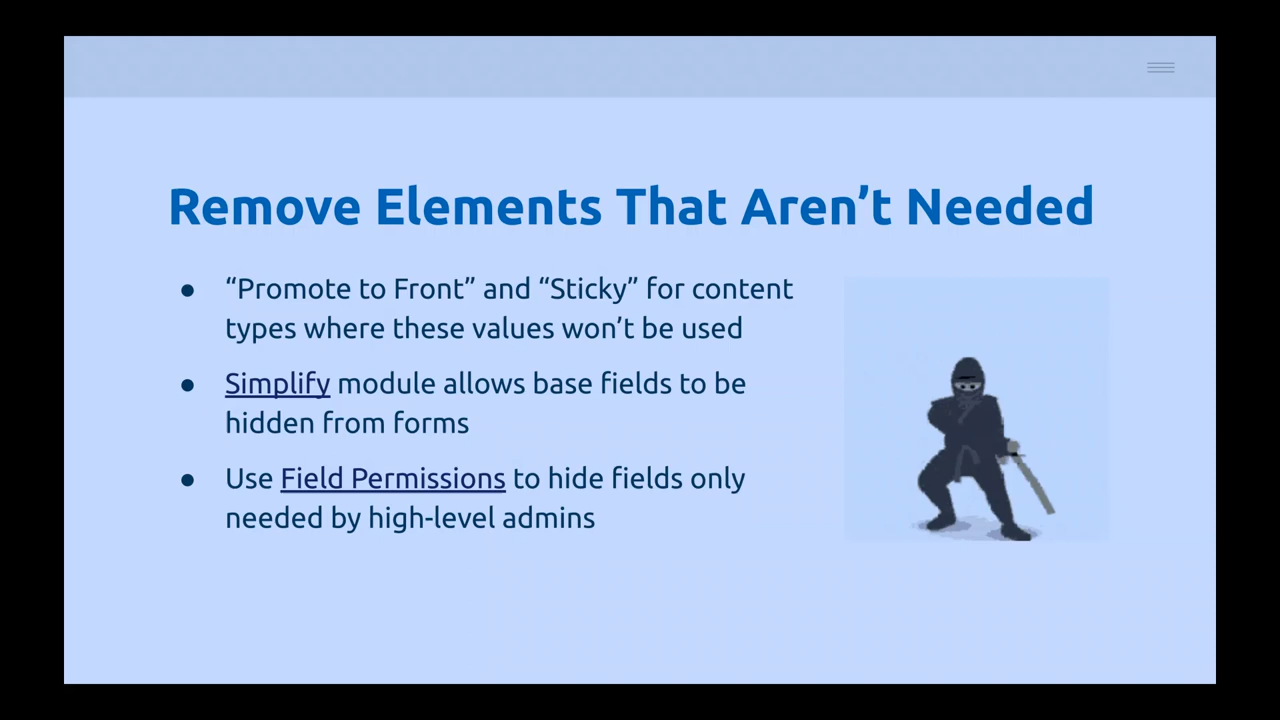 Remove Elements That Aren’t Needed
● “Promote to Front” and “Sticky” for content
types where these values won’t be used
● Simplify module allows base fields to be
hidden from forms
● Use Field Permissions to hide fields only
needed by high-level admins